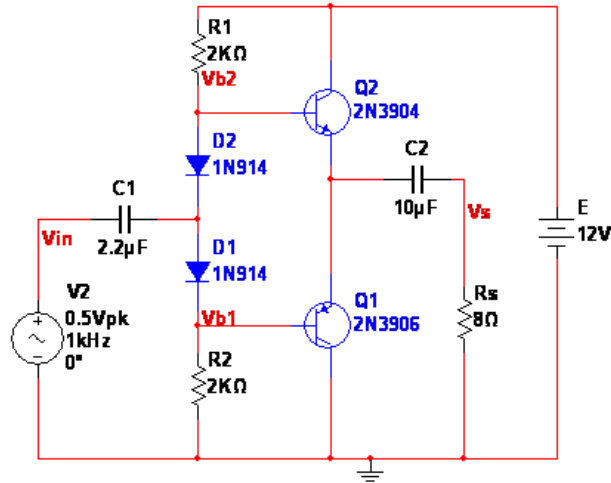 R1
2KΩ
Vb2
Q2
2N3904
D2
1N914
C1
2.2µF
Vin
C2
10µF
Vs
E
12V
D1
1N914
V2
0.5Vpk
1kHz
0°
Vb1
Q1
2N3906
Rs
8Ω
R2
2KΩ